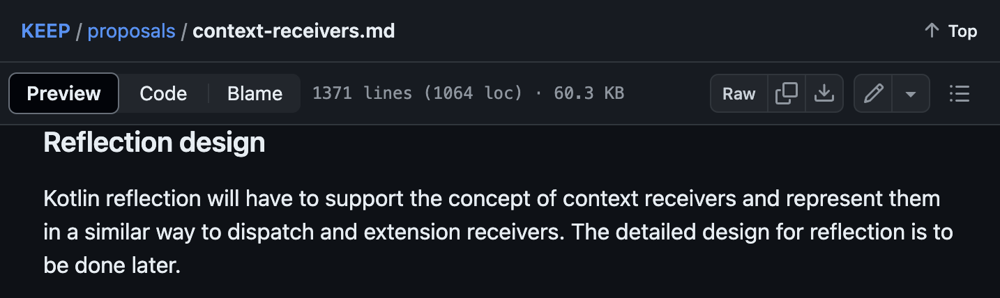 KEEP / proposals / context-receivers.md
↑ Top
Preview Code Blame 1371 lines (1064 loc) · 60.3 KB Raw
Reflection design
Kotlin reflection will have to support the concept of context receivers and represent them
in a similar way to dispatch and extension receivers. The detailed design for reflection is to
be done later.